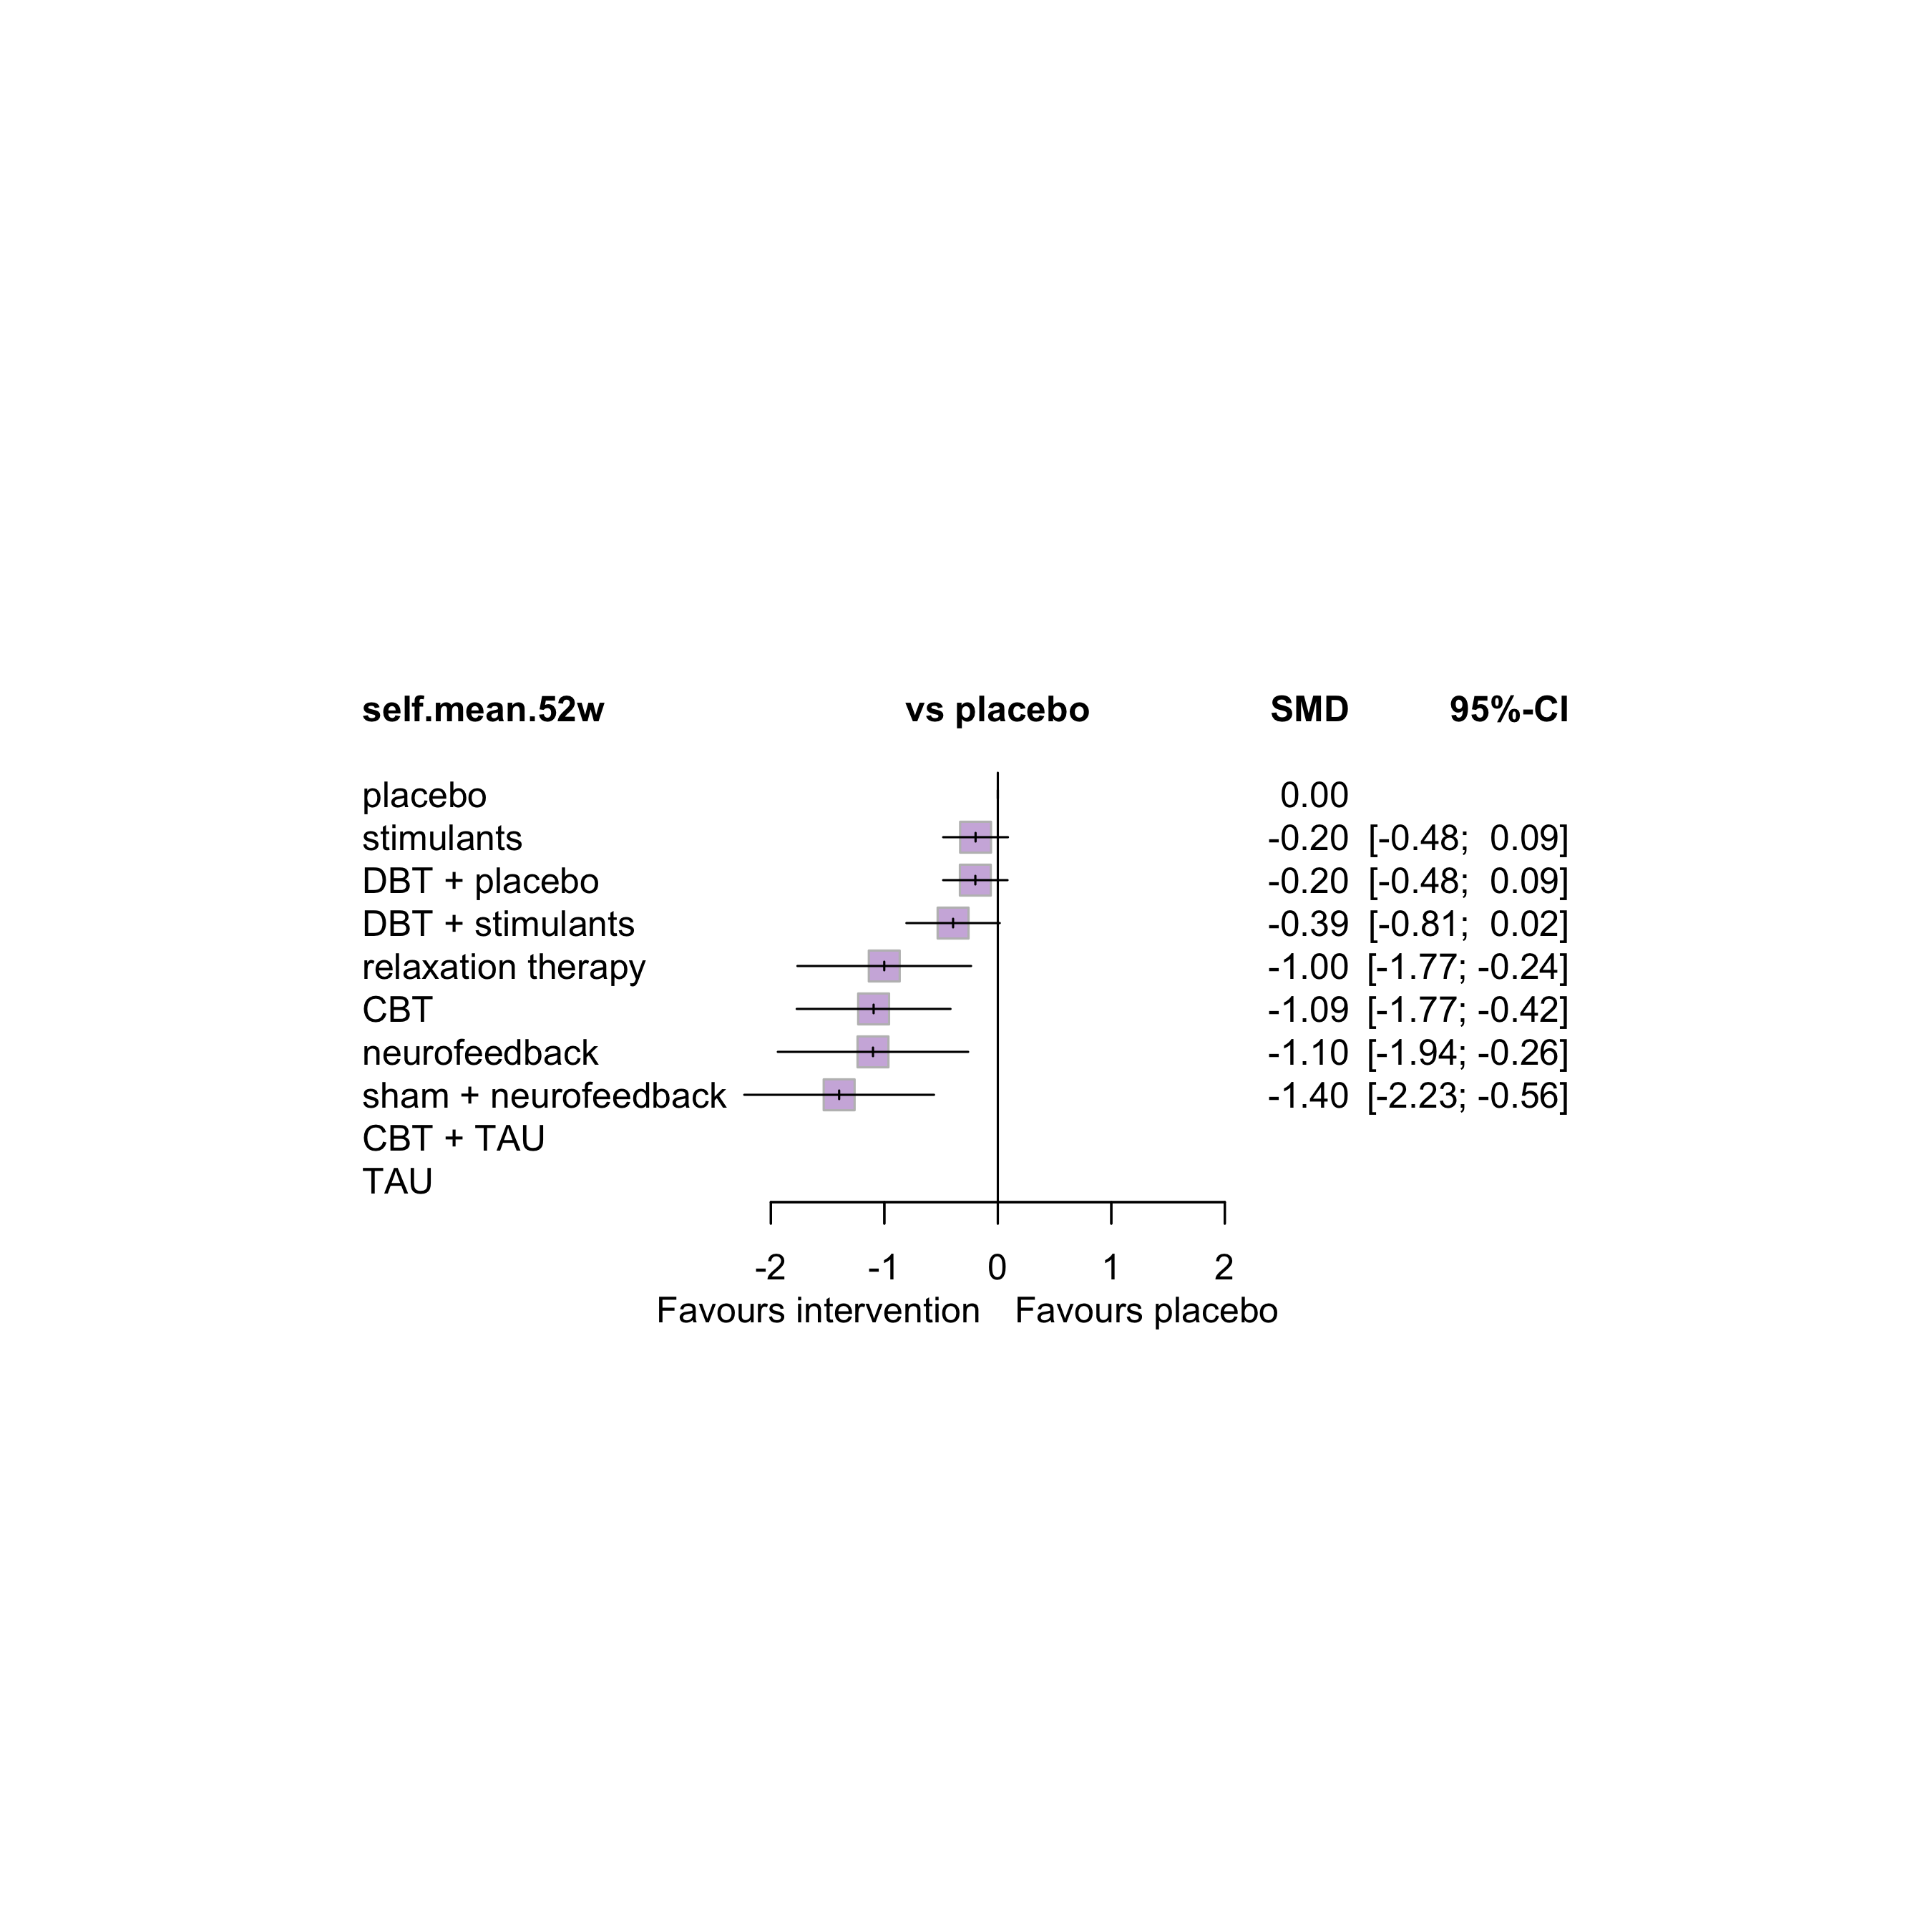 self.mean.52w vs placebo SMD 95%-CI
placebo 0.00
stimulants -0.20 [-0.48; 0.09]
DBT + placebo -0.20 [-0.48; 0.09]
DBT + stimulants -0.39 [-0.81; 0.02]
relaxation therapy -1.00 [-1.77; -0.24]
CBT -1.09 [-1.77; -0.42]
neurofeedback -1.10 [-1.94; -0.26]
sham + neurofeedback -1.40 [-2.23; -0.56]
CBT + TAU
TAU
-2 -1 0 1 2
Favours intervention Favours placebo